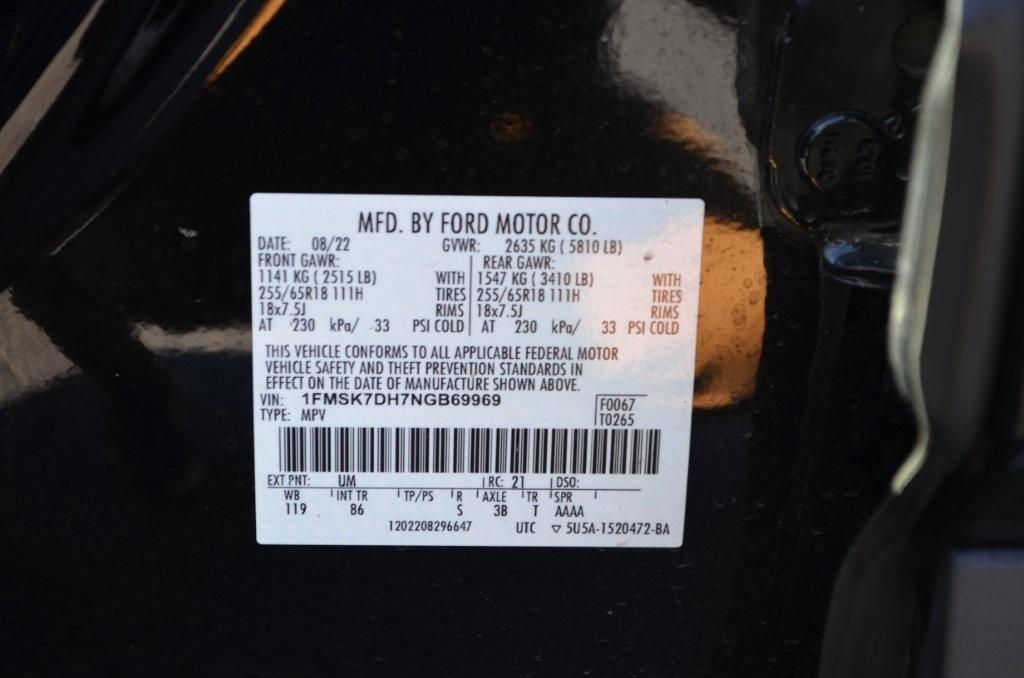 MFD. BY FORD MOTOR CO.
DATE: 08/22 GVWR: 2635 KG ( 5810 LB)
FRONT GAWR: REAR GAWR:
1141 KG ( 2515 LB) WITH 1547 KG ( 3410 LB) WITH
255/65R18 111H TIRES 255/65R18 111H TIRES
18x7.5J RIMS 18x7.5J RIMS
AT 230 kPa/ 33 PSI COLD AT 230 kPa/ 33 PSI COLD
THIS VEHICLE CONFORMS TO ALL APPLICABLE FEDERAL MOTOR
VEHICLE SAFETY AND THEFT PREVENTION STANDARDS IN
EFFECT ON THE DATE OF MANUFACTURE SHOWN ABOVE.
VIN: 1FMSK7DH7NGB69969 F0067
TYPE: MPV T0265
EXT PNT: UM RC: 21 DSO:
WB INT TR TP/PS R AXLE TR SPR
119 86 S 3B T AAAA
1202208296647 UTC ▽ 5U5A-1520472-BA